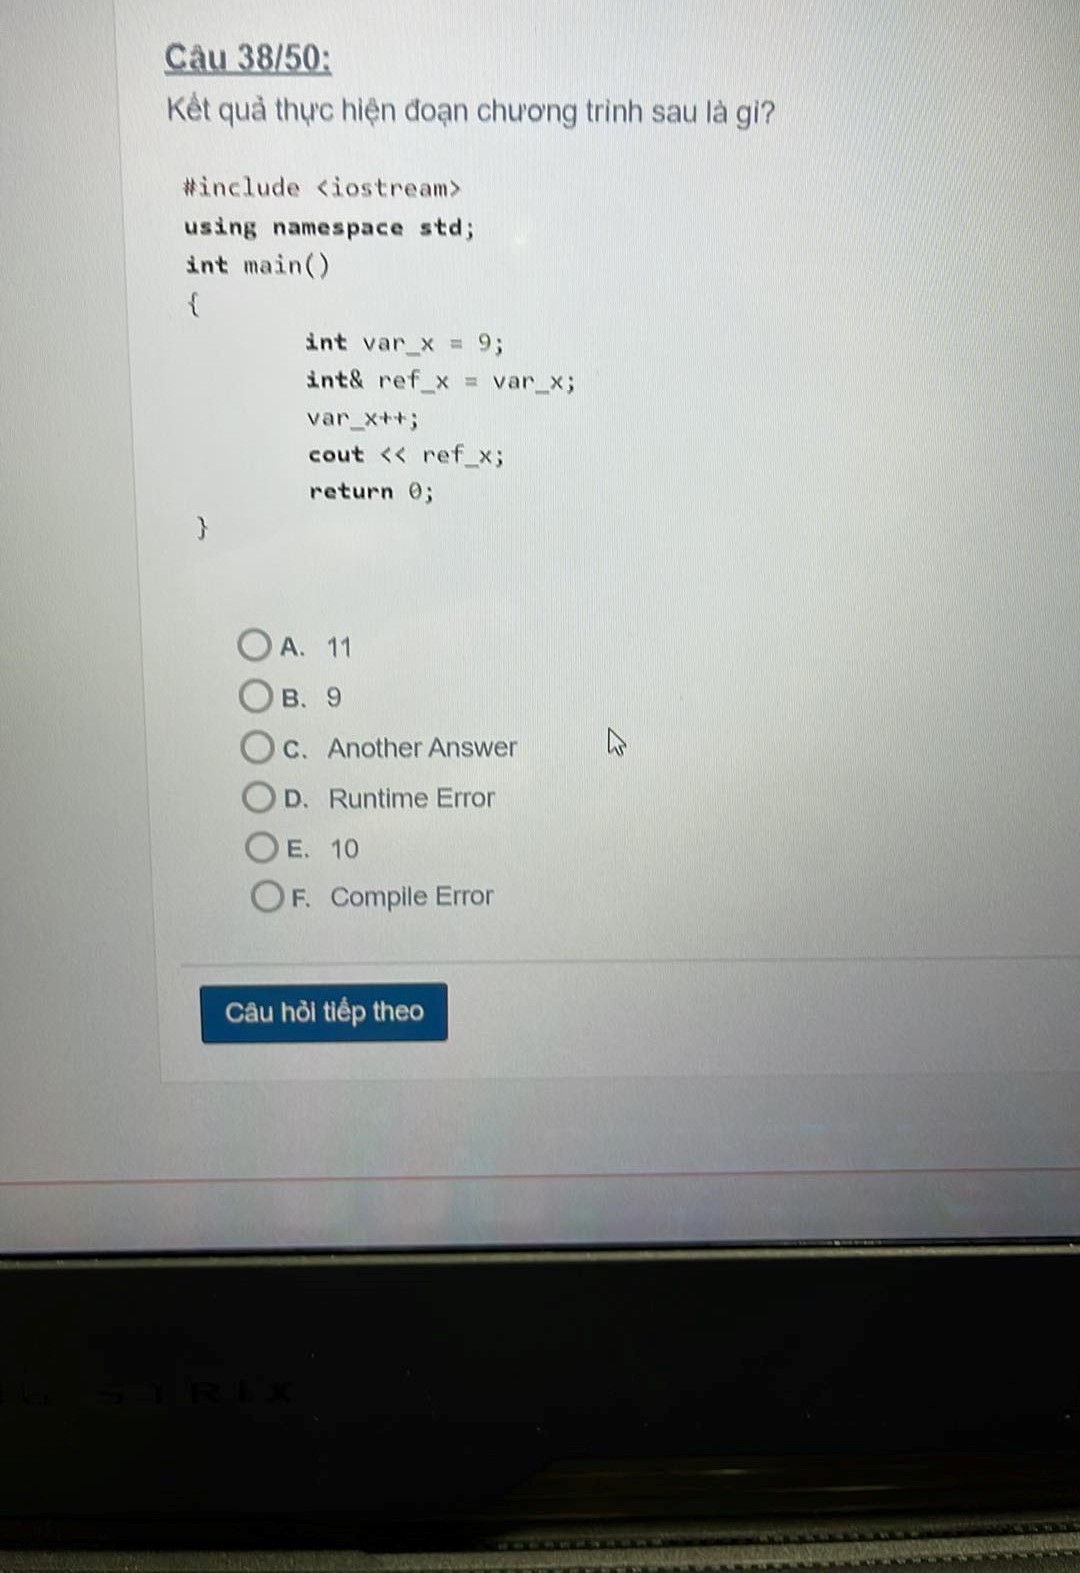 Câu 38/50:
Kết quả thực hiện đoạn chương trình sau là gì?
#include <iostream>
using namespace std;
int main()
{
int var_x = 9;
int& ref_x = var_x;
var_x++;
cout << ref_x;
return 0;
}
A. 11
B. 9
C. Another Answer
D. Runtime Error
E. 10
F. Compile Error
Câu hỏi tiếp theo
STRIX